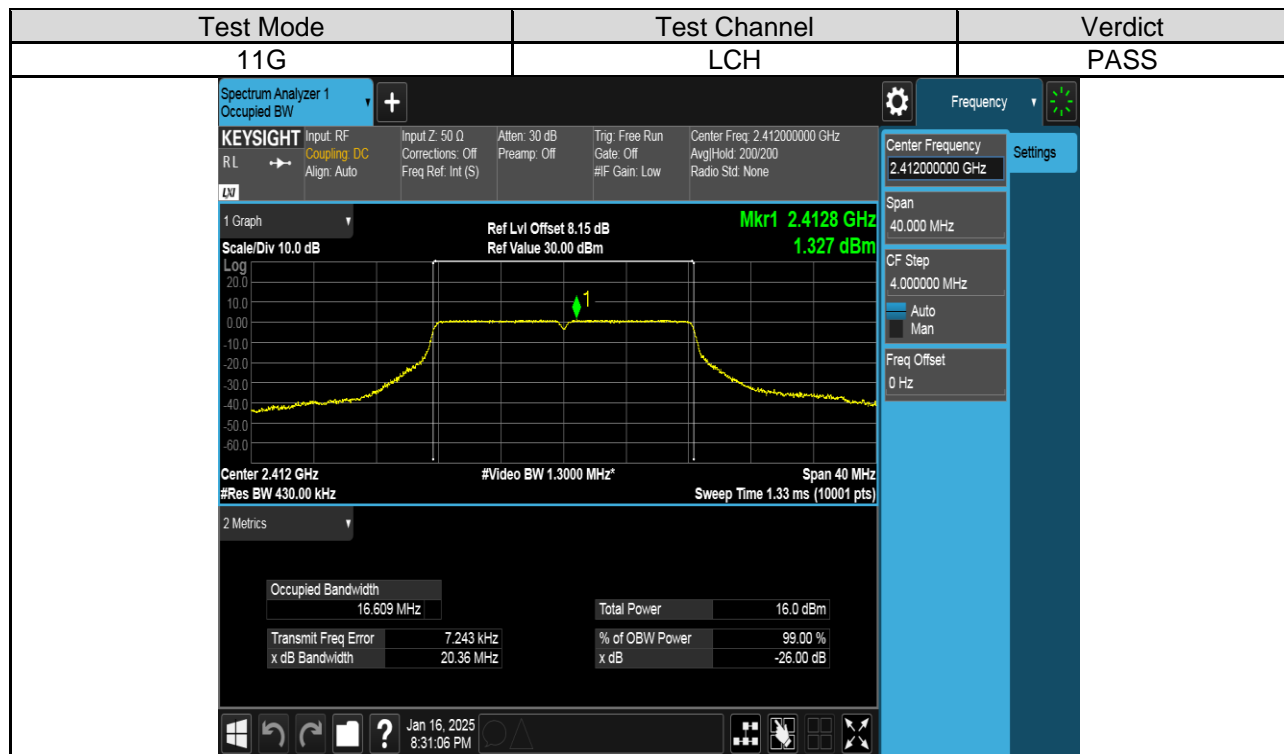 Test Mode Test Channel Verdict
11G LCH PASS
Spectrum Analyzer 1
Occupied BW
+
Frequency
KEYSIGHT Input: RF Input Z: 50 Ω Atten: 30 dB Trig: Free Run Center Freq: 2.412000000 GHz
RL Coupling: DC Corrections: Off Preamp: Off Gate: Off Avg|Hold: 200/200
Align: Auto Freq Ref: Int (S) #IF Gain: Low Radio Std: None
LXI
Center Frequency
2.412000000 GHz
Settings
Span
40.000 MHz
CF Step
4.000000 MHz
Auto
Man
Freq Offset
0 Hz
1 Graph
Ref Lvl Offset 8.15 dB
Mkr1 2.4128 GHz
Scale/Div 10.0 dB Ref Value 30.00 dBm 1.327 dBm
Log
20.0
10.0
0.00
-10.0
-20.0
-30.0
-40.0
-50.0
-60.0
1
Center 2.412 GHz #Video BW 1.3000 MHz* Span 40 MHz
#Res BW 430.00 kHz Sweep Time 1.33 ms (10001 pts)
2 Metrics
Occupied Bandwidth
16.609 MHz Total Power 16.0 dBm
Transmit Freq Error 7.243 kHz % of OBW Power 99.00 %
x dB Bandwidth 20.36 MHz x dB -26.00 dB
? Jan 16, 2025
8:31:06 PM